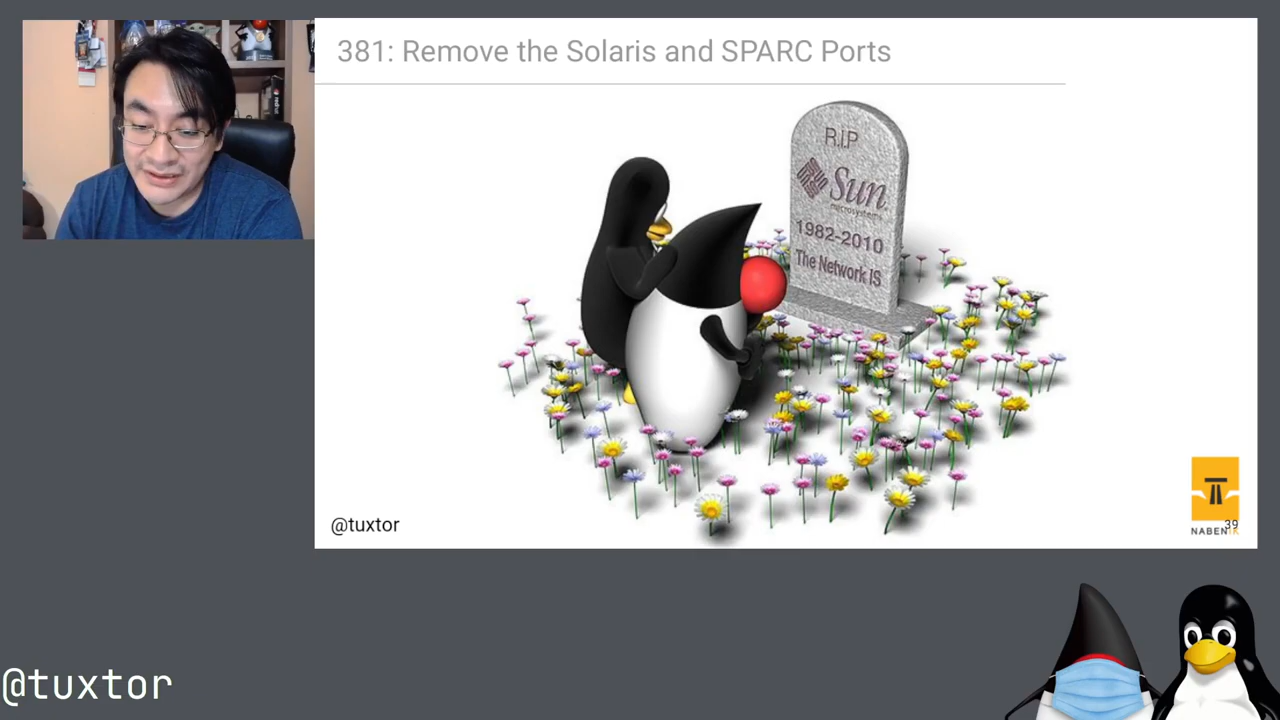 381: Remove the Solaris and SPARC Ports
R.I.P
Sun
microsystems
1982-2010
The Network IS
@tuxtor
39
NABENIK
@tuxtor